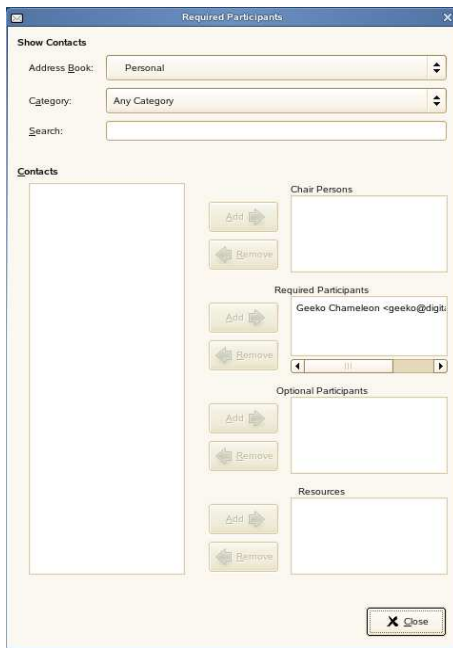 Required Participants
Show Contacts
Address Book: Personal
Category: Any Category
Search:
Contacts
Chair Persons
Add
Remove
Required Participants
Geeko Chameleon <geeko@digita
Add
Remove
Optional Participants
Add
Remove
Resources
Add
Remove
Close